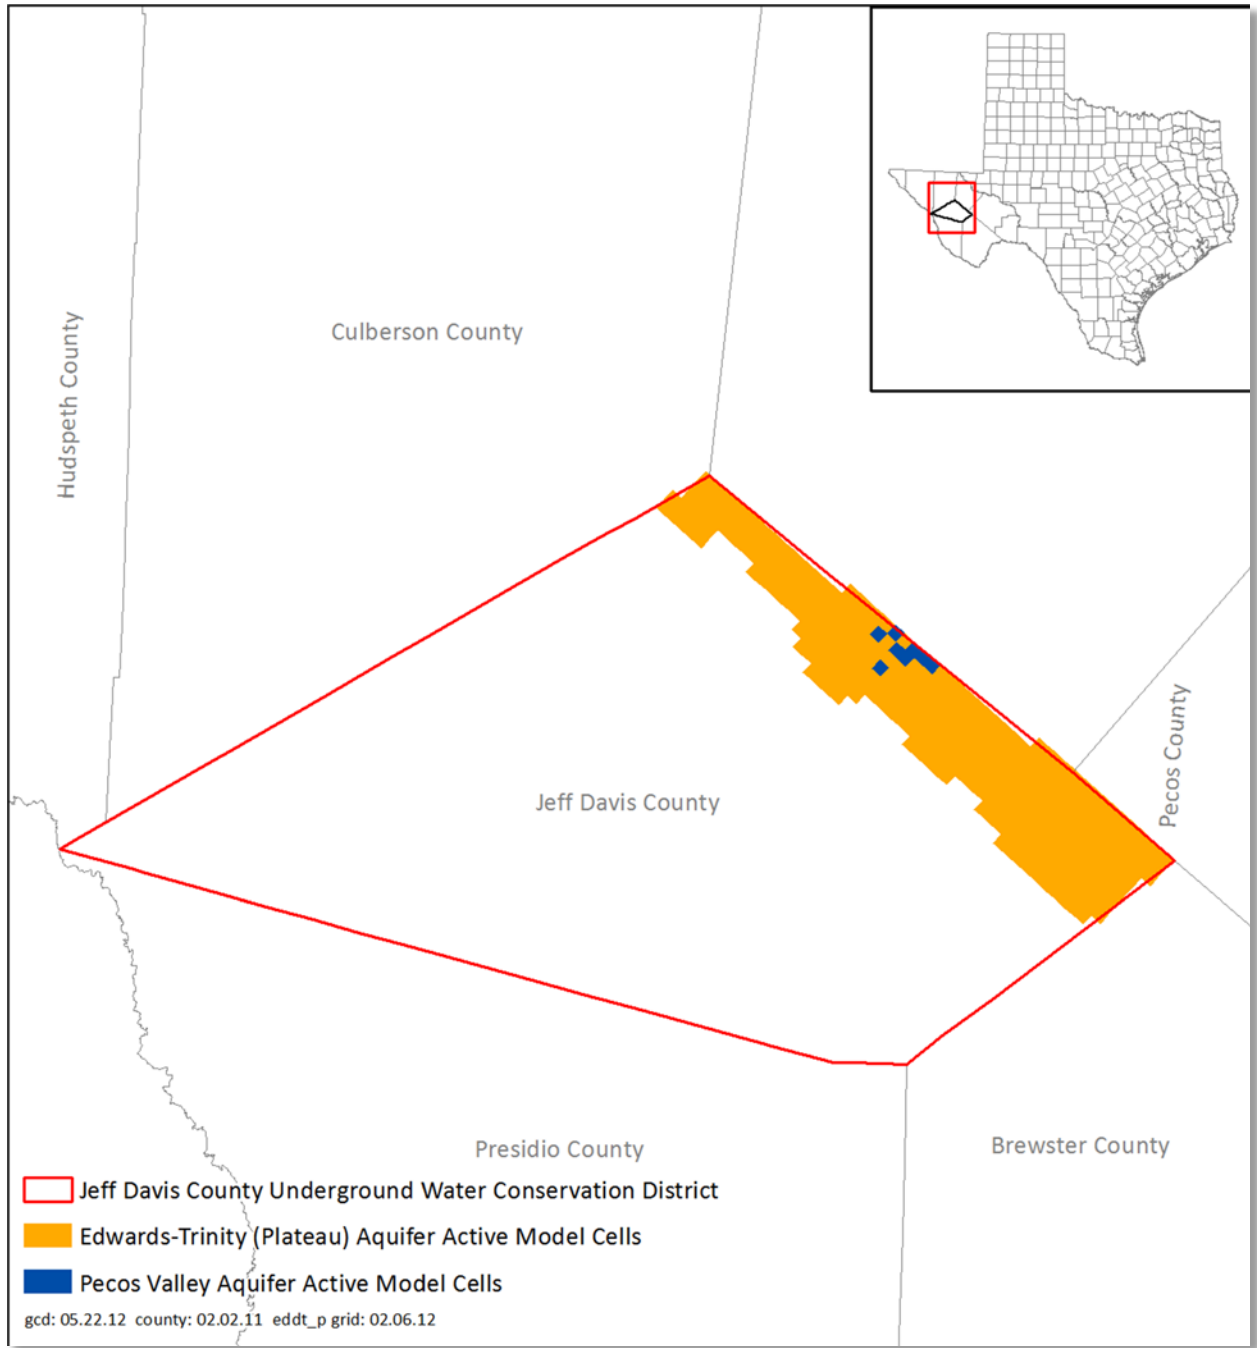 Hudspeth County
Culberson County
Jeff Davis County
Pecos County
Presidio County
Brewster County
Jeff Davis County Underground Water Conservation District
Edwards-Trinity (Plateau) Aquifer Active Model Cells
Pecos Valley Aquifer Active Model Cells
gcd: 05.22.12 county: 02.02.11 eddt_p grid: 02.06.12